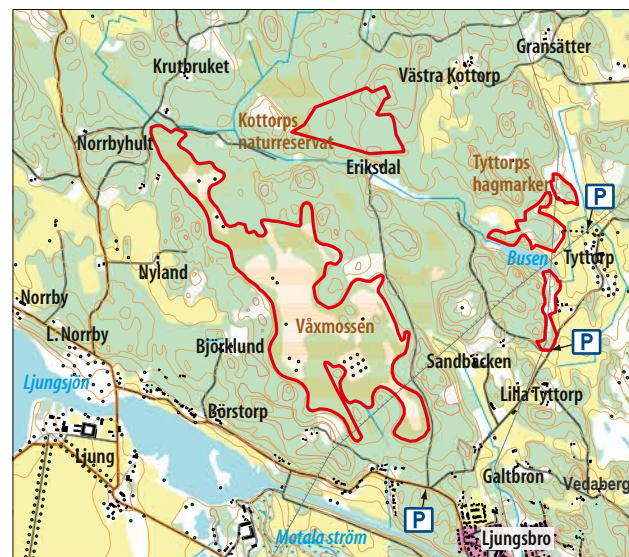 Gransätter
Krutbruket
Västra Kottorp
Kottorps
naturreservat
Norrbyhult
Eriksdal
Tyttorps
hagmarker
P
Busen
Tyttorp
Nyland
Norrby
Våxmossen
L. Norrby
Björklund
P
Sandbäcken
Ljungsjön
Lilla Tyttorp
Börstorp
Ljung
Galtbron
Vedaberg
P
Motala ström
Ljungsbro